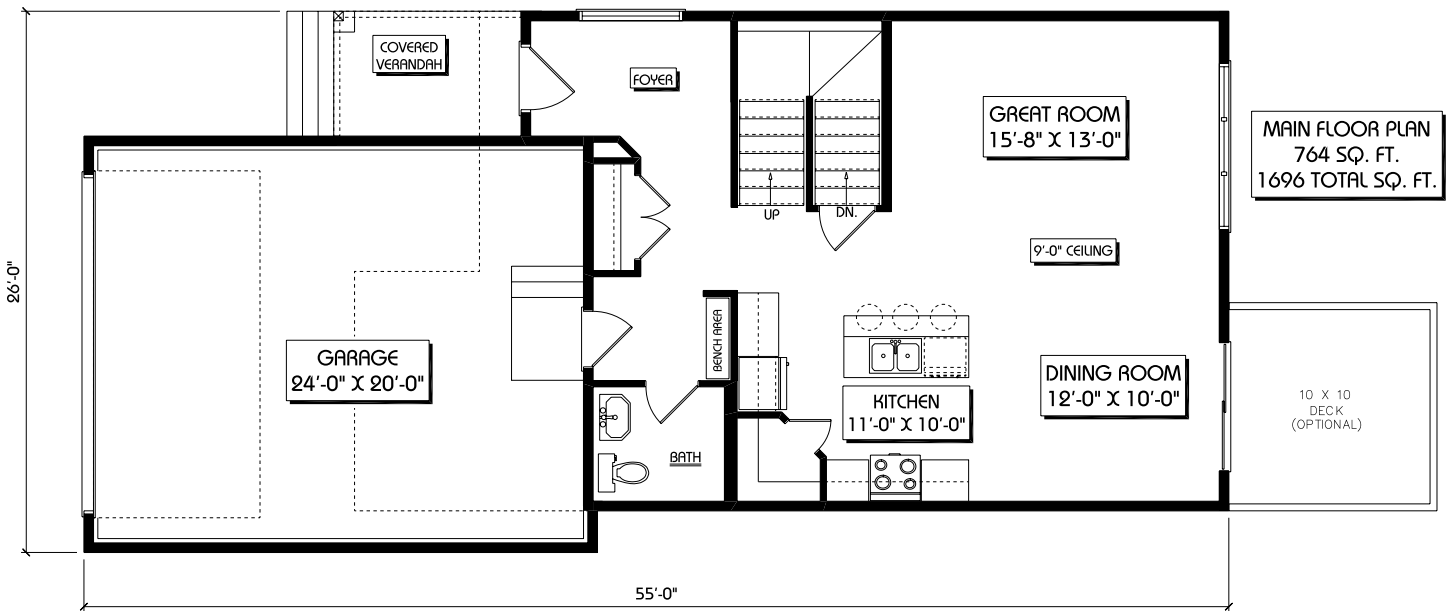 COVERED
VERANDAH
FOYER
GREAT ROOM
15'-8" X 13'-0"
MAIN FLOOR PLAN
764 SQ. FT.
1696 TOTAL SQ. FT.
UP
DN.
9'-0" CEILING
26'-0"
BENCH AREA
GARAGE
24'-0" X 20'-0"
DINING ROOM
12'-0" X 10'-0"
KITCHEN
11'-0" X 10'-0"
10 X 10
DECK
(OPTIONAL)
BATH
55'-0"